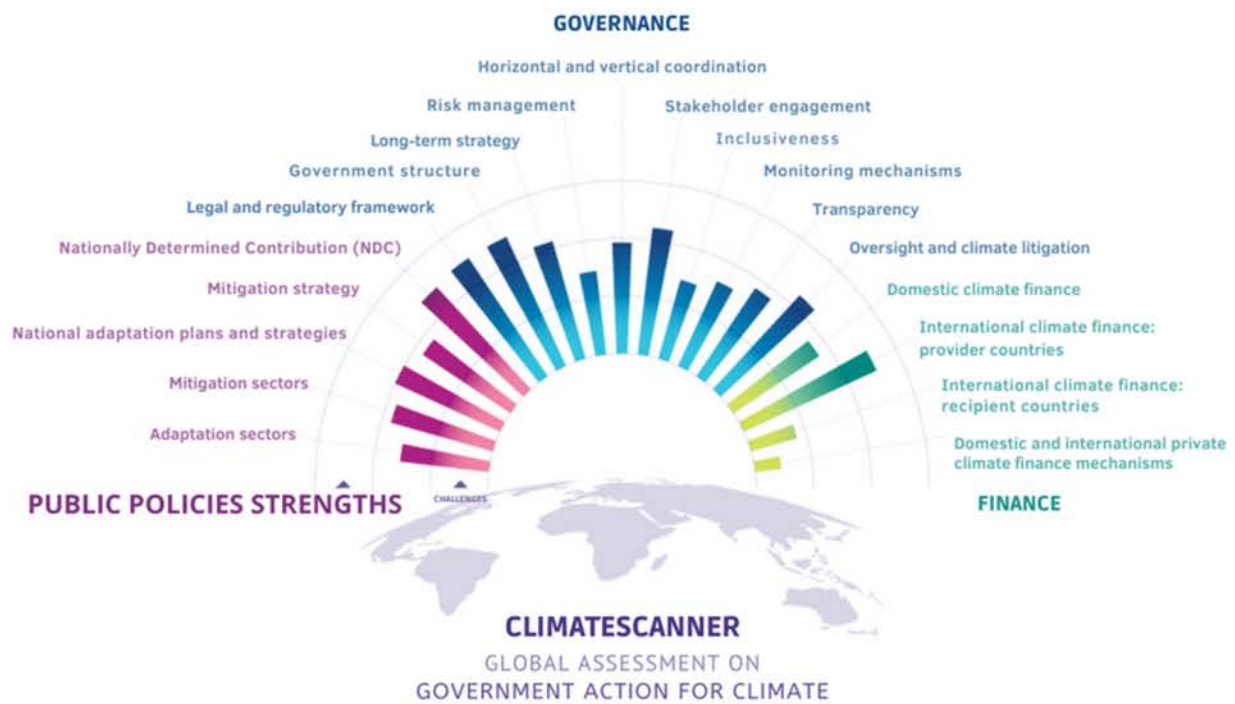 GOVERNANCE
Horizontal and vertical coordination
Risk management
Stakeholder engagement
Long-term strategy
Inclusiveness
Government structure
Monitoring mechanisms
Legal and regulatory framework
Transparency
Nationally Determined Contribution (NDC)
Oversight and climate litigation
Mitigation strategy
Domestic climate finance
National adaptation plans and strategies
International climate finance:
provider countries
Mitigation sectors
International climate finance:
recipient countries
Adaptation sectors
Domestic and international private
climate finance mechanisms
PUBLIC POLICIES STRENGTHS
CHALLENGES
FINANCE
CLIMATESCANNER
GLOBAL ASSESSMENT ON
GOVERNMENT ACTION FOR CLIMATE